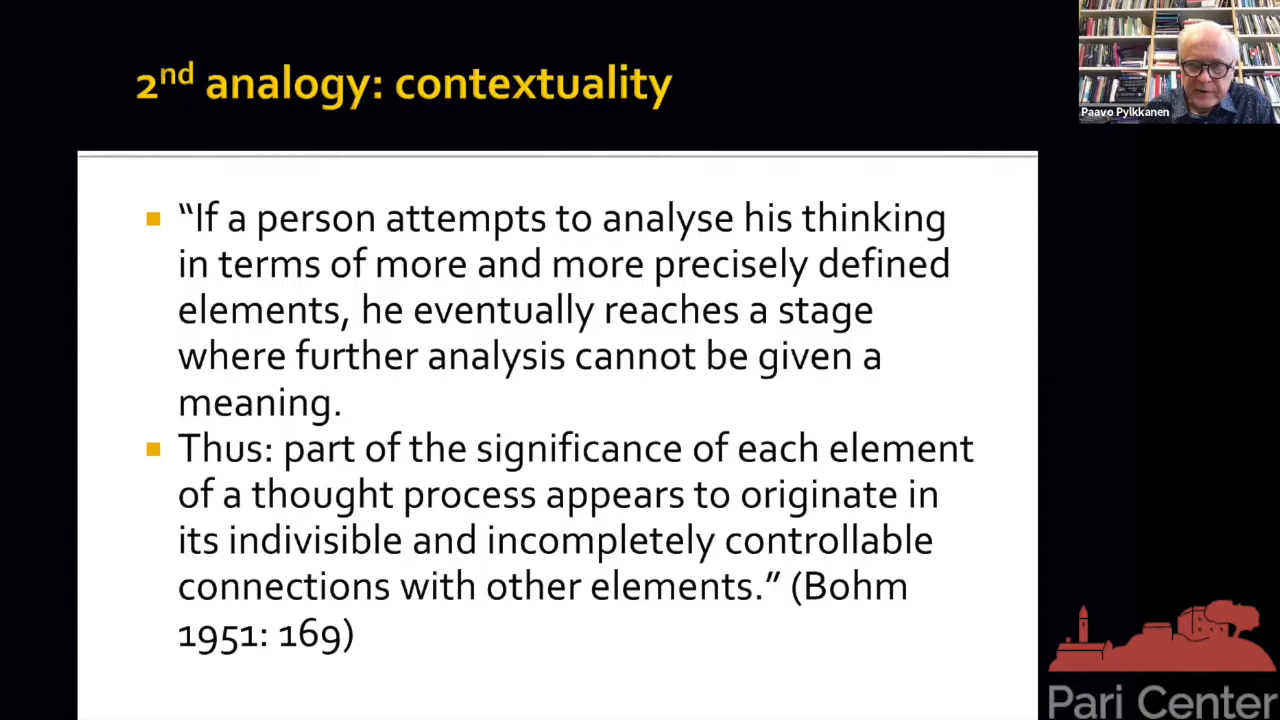 2nd analogy: contextuality
Paavo Pylkkanen
“If a person attempts to analyse his thinking
in terms of more and more precisely defined
elements, he eventually reaches a stage
where further analysis cannot be given a
meaning.
Thus: part of the significance of each element
of a thought process appears to originate in
its indivisible and incompletely controllable
connections with other elements.” (Bohm
1951: 169)
Pari Center